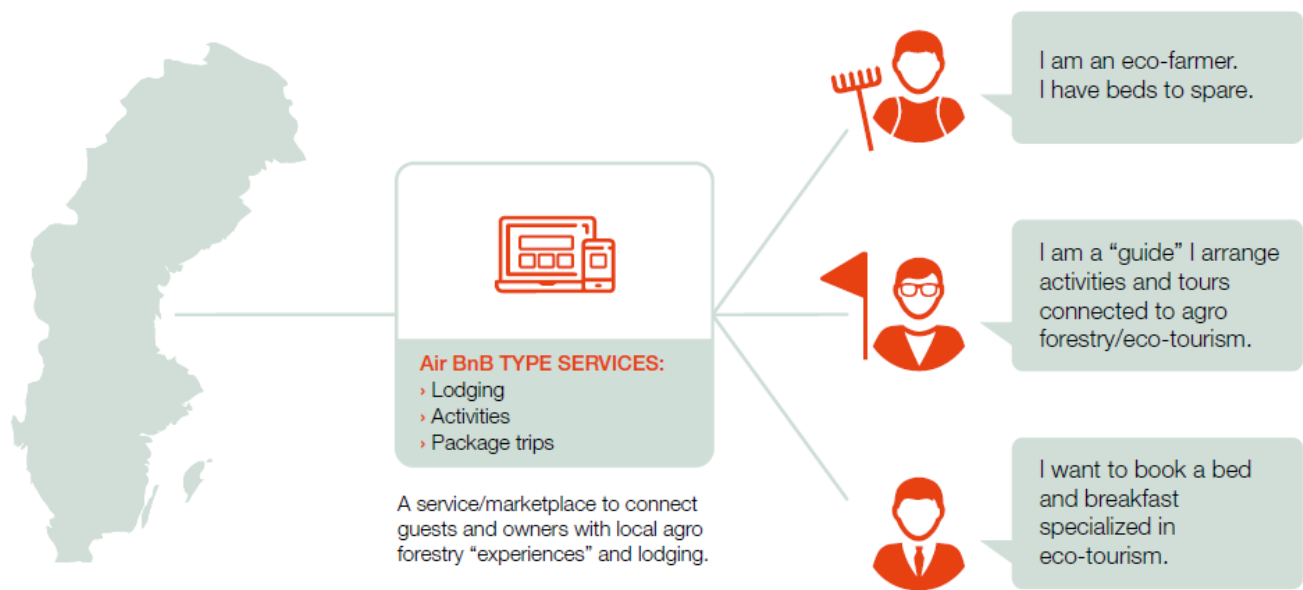 I am an eco-farmer.
I have beds to spare.
I am a “guide” I arrange
activities and tours
connected to agro
forestry/eco-tourism.
Air BnB TYPE SERVICES:
› Lodging
› Activities
› Package trips
A service/marketplace to connect
guests and owners with local agro
forestry “experiences” and lodging.
I want to book a bed
and breakfast
specialized in
eco-tourism.